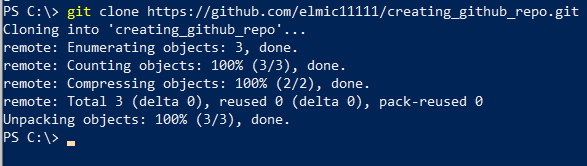 PS C:\> git clone https://github.com/elmic11111/creating_github_repo.git
Cloning into 'creating_github_repo'...
remote: Enumerating objects: 3, done.
remote: Counting objects: 100% (3/3), done.
remote: Compressing objects: 100% (2/2), done.
remote: Total 3 (delta 0), reused 0 (delta 0), pack-reused 0
Unpacking objects: 100% (3/3), done.
PS C:\>